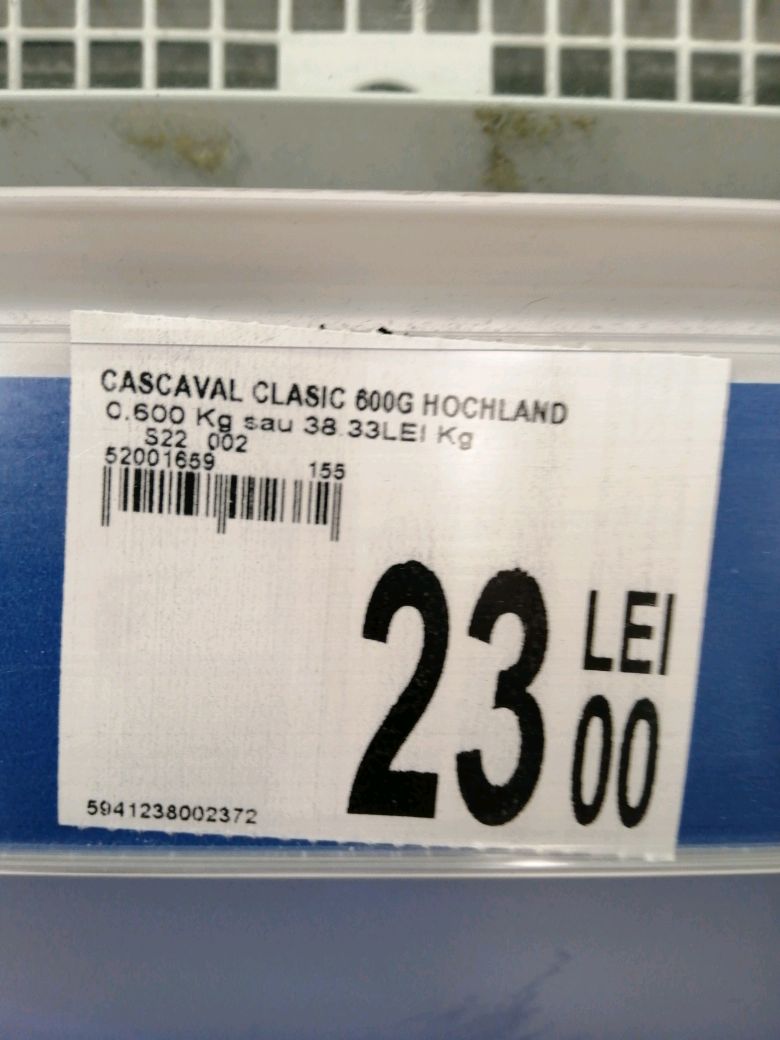 CASCAVAL CLASIC 600G HOCHLAND
0.600 Kg sau 38.33LEI Kg
S22 002
52001659 155
23 LEI 00
5941238002372